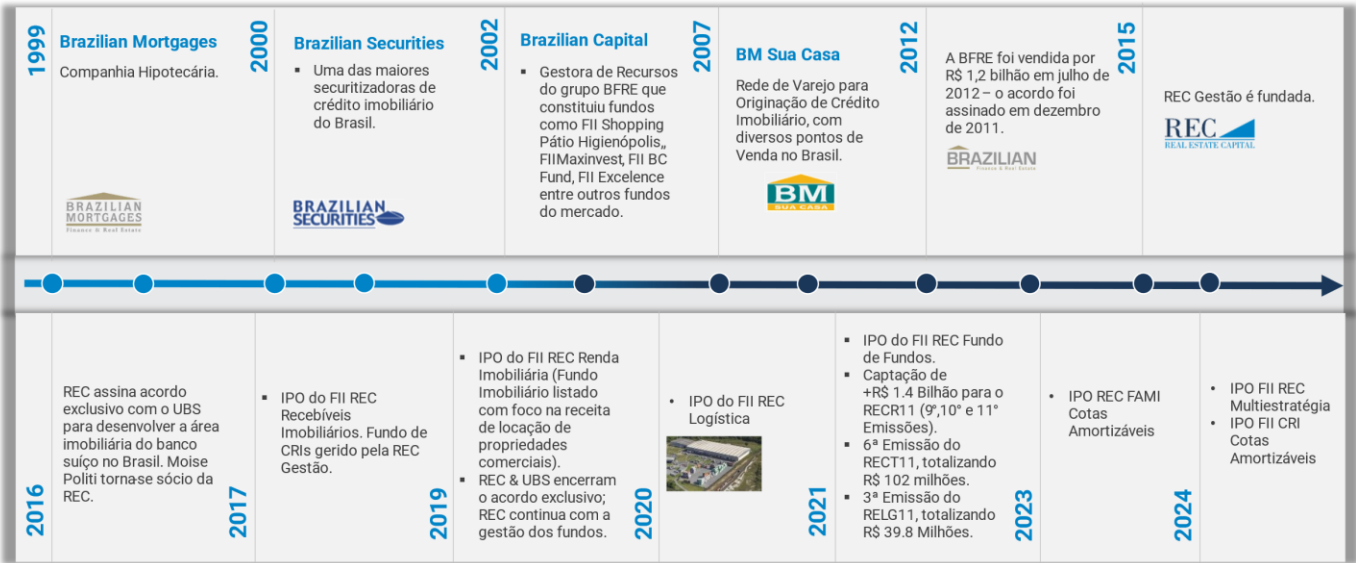 1999
Brazilian Mortgages
Companhia Hipotecária.
BRAZILIAN
MORTGAGES
Finance & Real Estate
2000
Brazilian Securities
▪ Uma das maiores
securitizadoras de
crédito imobiliário
do Brasil.
BRAZILIAN
SECURITIES
2002
Brazilian Capital
▪ Gestora de Recursos
do grupo BFRE que
constituiu fundos
como FII Shopping
Pátio Higienópolis,,
FIIMaxinvest, FII BC
Fund, FII Excelence
entre outros fundos
do mercado.
2007
BM Sua Casa
Rede de Varejo para
Originação de Crédito
Imobiliário, com
diversos pontos de
Venda no Brasil.
BM
SUA CASA
2012
A BFRE foi vendida por
R$ 1,2 bilhão em julho de
2012 – o acordo foi
assinado em dezembro
de 2011.
BRAZILIAN
Finance & Real Estate
2015
REC Gestão é fundada.
REC
REAL ESTATE CAPITAL
2016
REC assina acordo
exclusivo com o UBS
para desenvolver a área
imobiliária do banco
suíço no Brasil. Moise
Politi torna-se sócio da
REC.
2017
▪ IPO do FII REC
Recebíveis
Imobiliários. Fundo de
CRIs gerido pela REC
Gestão.
2019
▪ IPO do FII REC Renda
Imobiliária (Fundo
Imobiliário listado
com foco na receita
de locação de
propriedades
comerciais).
▪ REC & UBS encerram
o acordo exclusivo;
REC continua com a
gestão dos fundos.
2020
• IPO do FII REC
Logística
2021
▪ IPO do FII REC Fundo
de Fundos.
▪ Captação de
+R$ 1.4 Bilhão para o
RECR11 (9ª,10ª e 11ª
Emissões).
▪ 6ª Emissão do
RECT11, totalizando
R$ 102 milhões.
▪ 3ª Emissão do
RELG11, totalizando
R$ 39.8 Milhões.
2023
• IPO REC FAMI
Cotas
Amortizáveis
2024
• IPO FII REC
Multiestratégia
• IPO FII CRI
Cotas
Amortizáveis